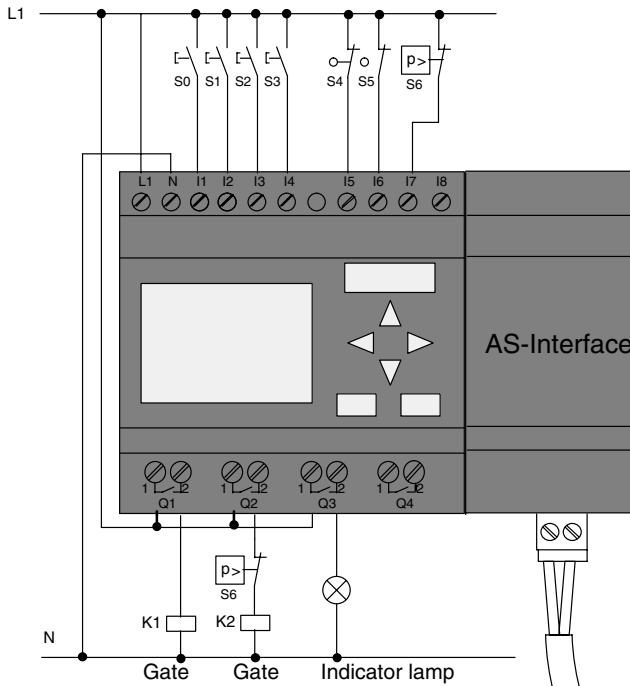 L1
p>
S0 S1 S2 S3 S4 S5 S6
L1 N I1 I2 I3 I4 I5 I6 I7 I8
AS-Interface
1 2 1 2 1 2 1 2
Q1 Q2 Q3 Q4
p>
S6
K1 K2
N
Gate Gate Indicator lamp